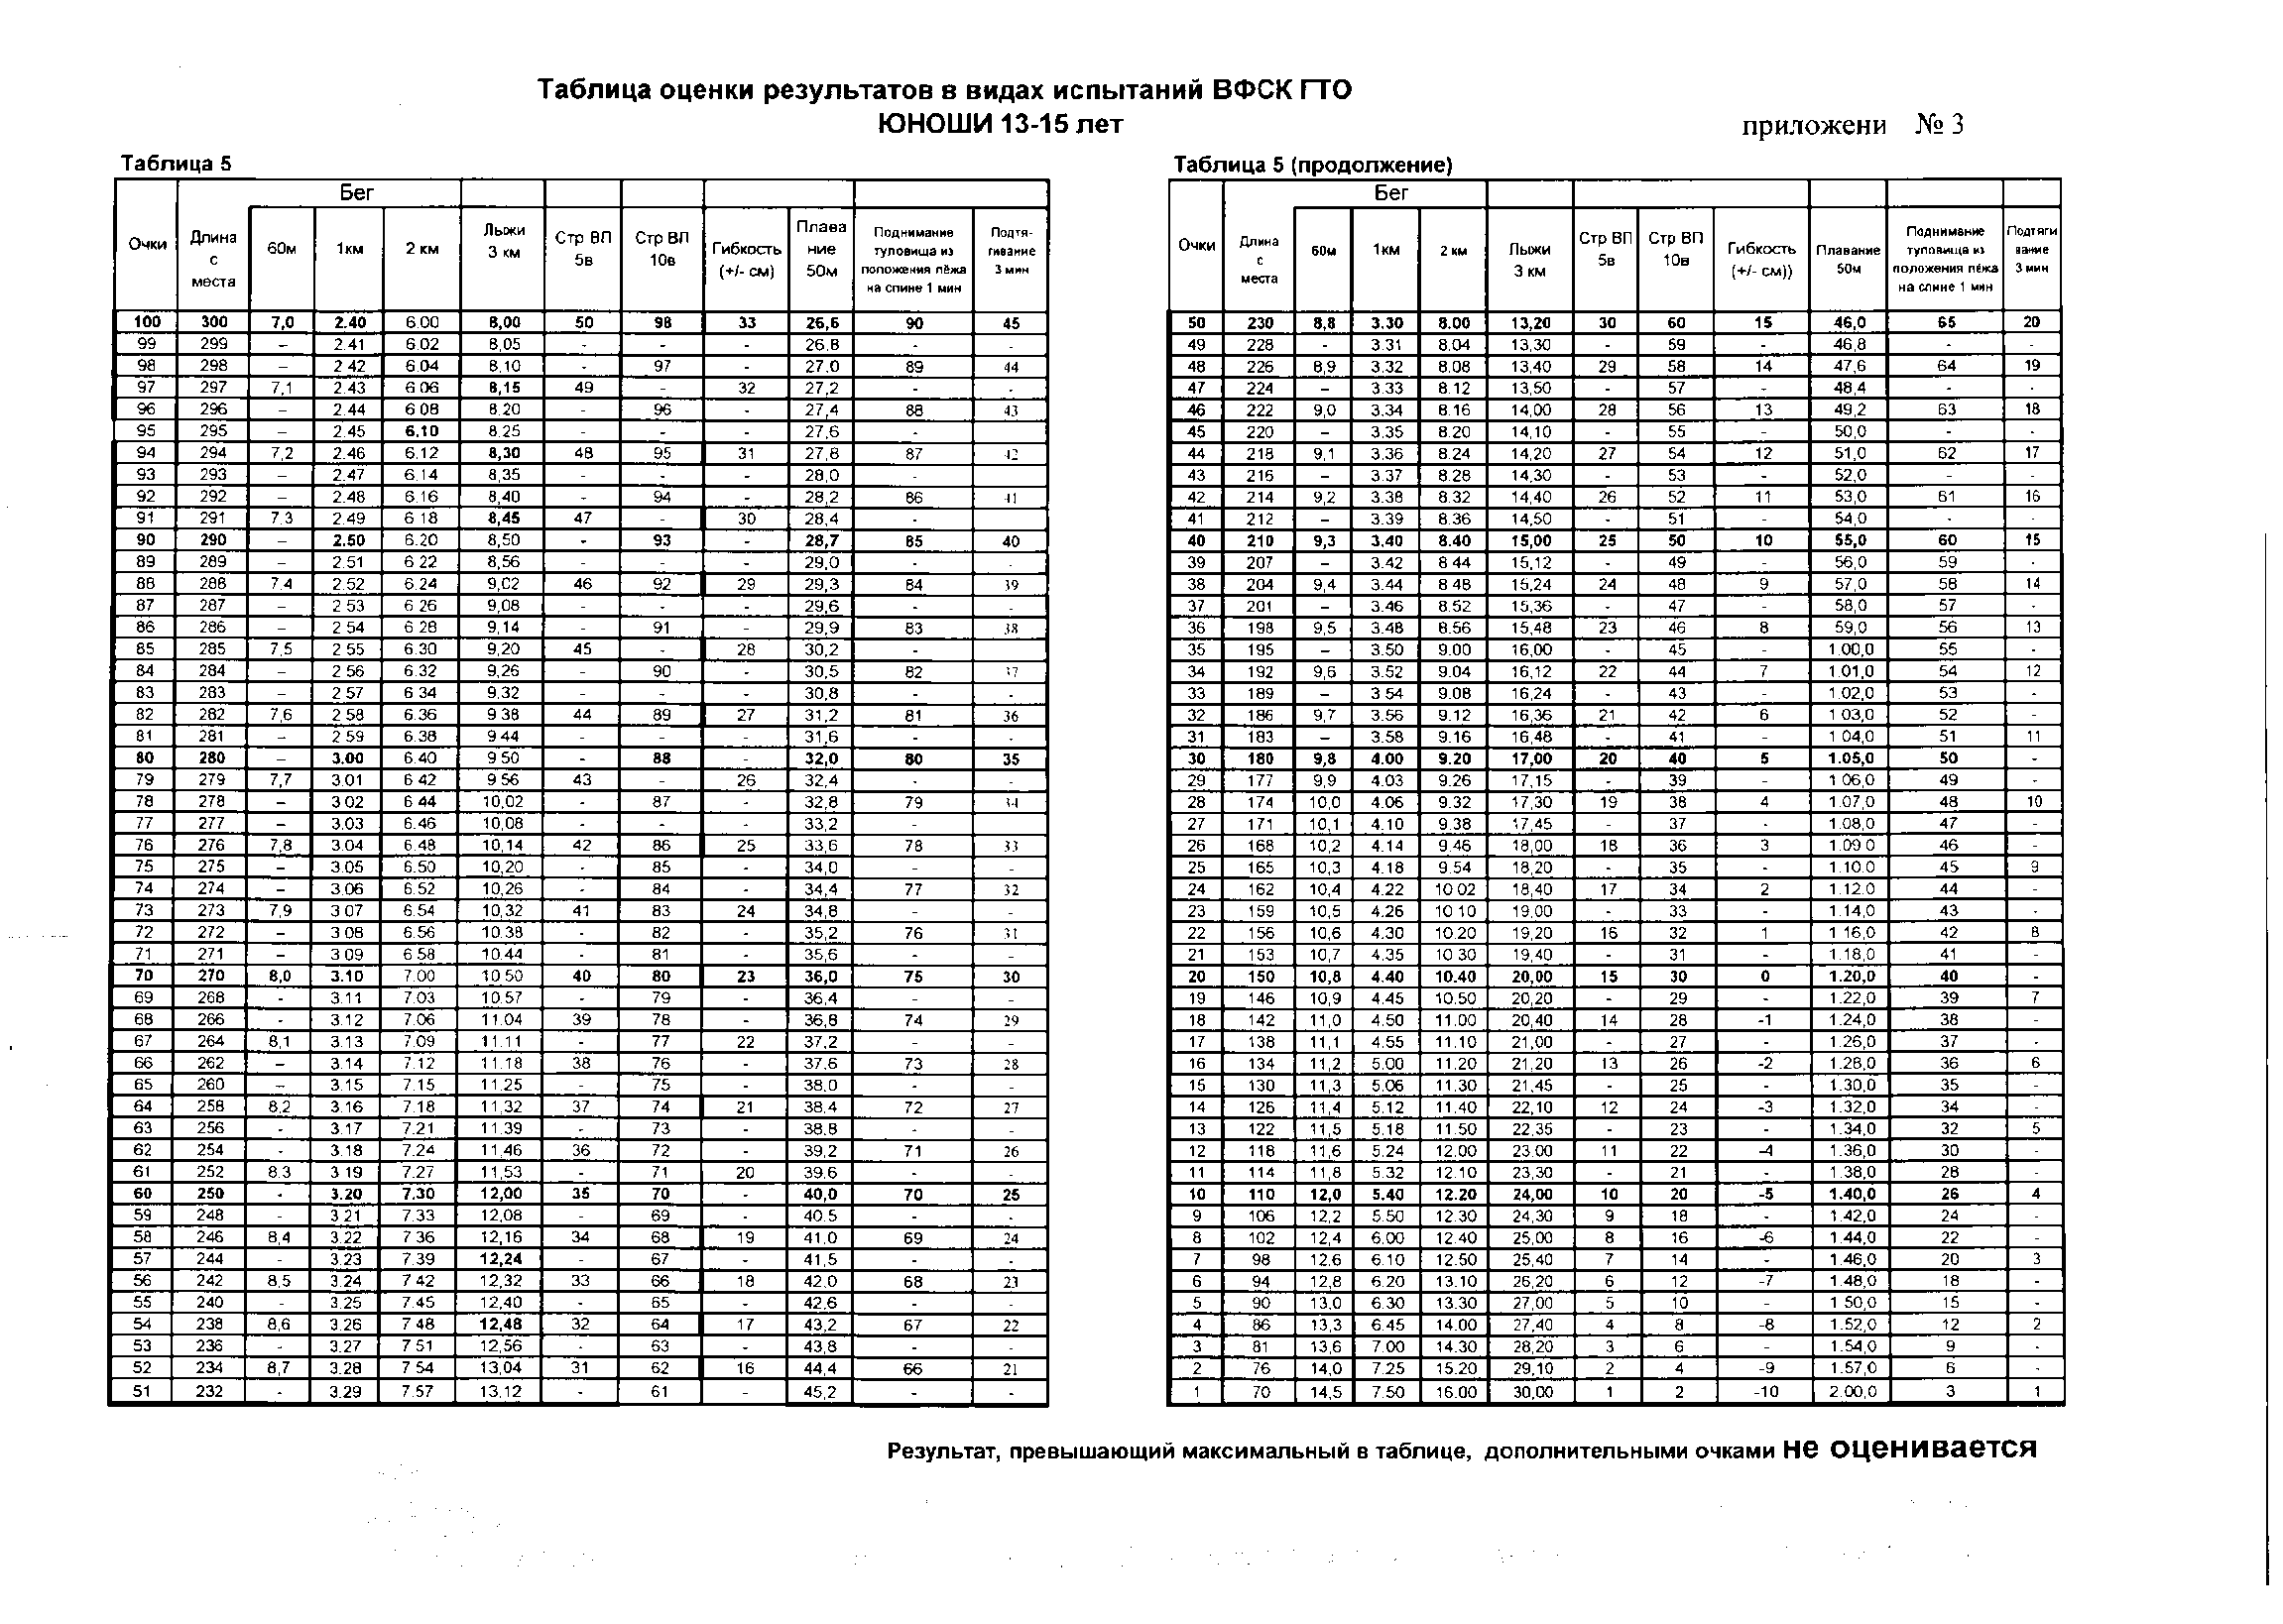 Таблица оценки результатов в видах испытаний ВФСК ГТО
ЮНОШИ 13-15 лет
приложени № 3
Таблица 5
Бег
Очки Длина с места 60м 1км 2 км Лыжи 3 км Стр ВП 5в Стр ВП 10в Гибкость (+/- см) Плава ние 50м Поднимание туловища из положения лёжа на спине 1 мин Подтя- гивание 3 мин
100 300 7,0 2.40 6.00 8,00 50 98 33 26,6 90 45
99 299 – 2.41 6.02 8,05 - - - 26.8 - -
98 298 – 2 42 6.04 8,10 - 97 - 27.0 89 44
97 297 7,1 2.43 6 06 8,15 49 - 32 27,2 - -
96 296 – 2.44 6 08 8.20 - 96 - 27,4 88 43
95 295 – 2.45 6.10 8.25 - - - 27,6 -
94 294 7,2 2.46 6.12 8,30 48 95 31 27,8 87 42
93 293 – 2.47 6.14 8,35 - - - 28,0 -
92 292 – 2.48 6.16 8,40 - 94 - 28,2 86 41
91 291 7.3 2.49 6 18 8,45 47 - 30 28,4 -
90 290 – 2.50 6.20 8,50 - 93 - 28,7 85 40
89 289 – 2.51 6 22 8,56 - - - 29,0 - -
88 288 7.4 2.52 6.24 9,02 46 92 29 29,3 84 39
87 287 – 2 53 6 26 9,08 - - - 29,6 - -
86 286 – 2 54 6 28 9,14 - 91 - 29,9 83 38
85 285 7,5 2 55 6.30 9,20 45 - 28 30,2 -
84 284 – 2 56 6.32 9,26 - 90 - 30,5 82 37
83 283 – 2 57 6 34 9,32 - - - 30,8 - -
82 282 7,6 2 58 6.36 9 38 44 89 27 31,2 81 36
81 281 – 2 59 6.38 9 44 - - - 31,6 - -
80 280 – 3.00 6.40 9 50 - 88 - 32,0 80 35
79 279 7,7 3.01 6 42 9 56 43 - 26 32,4 - -
78 278 – 3 02 6 44 10,02 - 87 - 32,8 79 34
77 277 – 3.03 6.46 10,08 - - - 33,2 -
76 276 7,8 3.04 6.48 10,14 42 86 25 33,6 78 33
75 275 – 3.05 6.50 10,20 - 85 - 34,0 -
74 274 – 3.06 6.52 10,26 - 84 - 34,4 77 32
73 273 7,9 3 07 6.54 10,32 41 83 24 34,8 - -
72 272 – 3 08 6.56 10.38 - 82 - 35,2 76 31
71 271 – 3 09 6 58 10.44 - 81 - 35,6 - -
70 270 8,0 3.10 7.00 10 50 40 80 23 36,0 75 30
69 268 - 3.11 7.03 10.57 - 79 - 36,4 - -
68 266 - 3.12 7.06 11.04 39 78 - 36,8 74 29
67 264 8,1 3.13 7.09 11.11 - 77 22 37,2 - -
66 262 – 3.14 7.12 11.18 38 76 - 37.6 73 28
65 260 – 3.15 7.15 11.25 - 75 - 38,0 - -
64 258 8,2 3.16 7.18 11,32 37 74 21 38.4 72 27
63 256 - 3.17 7.21 11.39 - 73 - 38.8 - -
62 254 - 3.18 7.24 11,46 36 72 - 39,2 71 26
61 252 8.3 3 19 7.27 11,53 - 71 20 39.6 - -
60 250 - 3.20 7.30 12,00 35 70 - 40,0 70 25
59 248 - 3 21 7.33 12,08 - 69 - 40.5 - -
58 246 8,4 3.22 7 36 12,16 34 68 19 41.0 69 24
57 244 - 3.23 7.39 12,24 - 67 - 41,5 - -
56 242 8,5 3.24 7 42 12,32 33 66 18 42.0 68 23
55 240 - 3.25 7.45 12,40 - 65 - 42,6 - -
54 238 8,6 3.26 7 48 12,48 32 64 17 43,2 67 22
53 236 - 3.27 7 51 12,56 - 63 - 43,8 - -
52 234 8,7 3.28 7 54 13,04 31 62 16 44,4 66 21
51 232 - 3.29 7.57 13,12 - 61 - 45,2 - -
Таблица 5 (продолжение)
Бег
Очки Длина с места 60м 1км 2 км Лыжи 3 км Стр ВП 5в Стр ВП 10в Гибкость (+/- см)) Плавание 50м Поднимание туловища из положения лёжа на спине 1 мин Подтяги вание 3 мин
50 230 8,8 3.30 8.00 13,20 30 60 15 46,0 65 20
49 228 - 3.31 8.04 13,30 - 59 - 46,8 - -
48 226 8,9 3.32 8.08 13,40 29 58 14 47,6 64 19
47 224 – 3.33 8.12 13,50 - 57 - 48,4 - -
46 222 9,0 3.34 8.16 14,00 28 56 13 49,2 63 18
45 220 – 3.35 8.20 14,10 - 55 - 50,0 - -
44 218 9,1 3.36 8.24 14,20 27 54 12 51,0 62 17
43 216 – 3.37 8.28 14,30 - 53 - 52,0 - -
42 214 9,2 3.38 8.32 14,40 26 52 11 53,0 61 16
41 212 – 3.39 8.36 14,50 - 51 - 54,0 - -
40 210 9,3 3.40 8.40 15,00 25 50 10 55,0 60 15
39 207 – 3.42 8 44 15,12 - 49 - 56,0 59 -
38 204 9,4 3.44 8 48 15,24 24 48 9 57,0 58 14
37 201 – 3.46 8.52 15,36 - 47 - 58,0 57 -
36 198 9,5 3.48 8.56 15,48 23 46 8 59,0 56 13
35 195 – 3.50 9.00 16,00 - 45 - 1.00,0 55 -
34 192 9,6 3.52 9.04 16,12 22 44 7 1.01,0 54 12
33 189 – 3 54 9.08 16,24 - 43 - 1.02,0 53 -
32 186 9,7 3.56 9.12 16,36 21 42 6 1 03,0 52 -
31 183 – 3.58 9.16 16,48 - 41 - 1 04,0 51 11
30 180 9,8 4.00 9.20 17,00 20 40 5 1.05,0 50 -
29 177 9,9 4.03 9.26 17,15 - 39 - 1 06,0 49 -
28 174 10,0 4.06 9.32 17,30 19 38 4 1.07,0 48 10
27 171 10,1 4.10 9.38 17,45 - 37 - 1.08,0 47 -
26 168 10,2 4.14 9.46 18,00 18 36 3 1.09 0 46 -
25 165 10,3 4.18 9.54 18,20 - 35 - 1.10.0 45 9
24 162 10,4 4.22 10 02 18,40 17 34 2 1.12.0 44 -
23 159 10,5 4.26 10 10 19,00 - 33 - 1.14,0 43 -
22 156 10,6 4.30 10.20 19,20 16 32 1 1 16,0 42 8
21 153 10,7 4.35 10 30 19,40 - 31 - 1.18,0 41 -
20 150 10,8 4.40 10.40 20,00 15 30 0 1.20,0 40 -
19 146 10,9 4.45 10.50 20,20 - 29 - 1.22,0 39 7
18 142 11,0 4.50 11.00 20,40 14 28 -1 1.24,0 38 -
17 138 11,1 4.55 11.10 21,00 - 27 - 1.26,0 37 -
16 134 11,2 5.00 11.20 21,20 13 26 -2 1.28,0 36 6
15 130 11,3 5.06 11.30 21,45 - 25 - 1.30,0 35 -
14 126 11,4 5.12 11.40 22,10 12 24 -3 1.32,0 34 -
13 122 11,5 5.18 11.50 22,35 - 23 - 1.34,0 32 5
12 118 11,6 5.24 12.00 23.00 11 22 -4 1.36,0 30 -
11 114 11,8 5.32 12.10 23,30 - 21 - 1.38,0 28 -
10 110 12,0 5.40 12.20 24,00 10 20 -5 1.40,0 26 4
9 106 12,2 5.50 12.30 24,30 9 18 - 1.42,0 24 -
8 102 12,4 6.00 12.40 25,00 8 16 -6 1.44,0 22 -
7 98 12.6 6.10 12.50 25,40 7 14 - 1.46,0 20 3
6 94 12,8 6.20 13.10 26,20 6 12 -7 1.48,0 18 -
5 90 13.0 6.30 13.30 27,00 5 10 - 1 50,0 15 -
4 86 13,3 6.45 14.00 27,40 4 8 -8 1.52,0 12 2
3 81 13,6 7.00 14.30 28,20 3 6 - 1.54,0 9 -
2 76 14,0 7.25 15.20 29,10 2 4 -9 1.57,0 6 -
1 70 14,5 7.50 16.00 30,00 1 2 -10 2.00,0 3 1
Результат, превышающий максимальный в таблице, дополнительными очками не оценивается